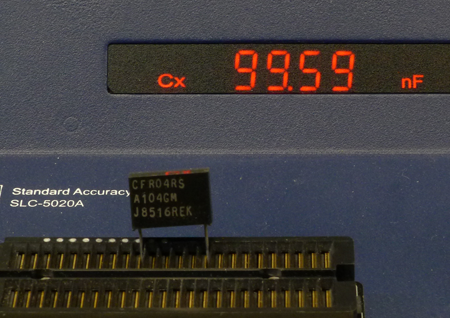 Cx 99.59 nF
Standard Accuracy
SLC-5020A
CFR04RS
A104GM
J8516REK